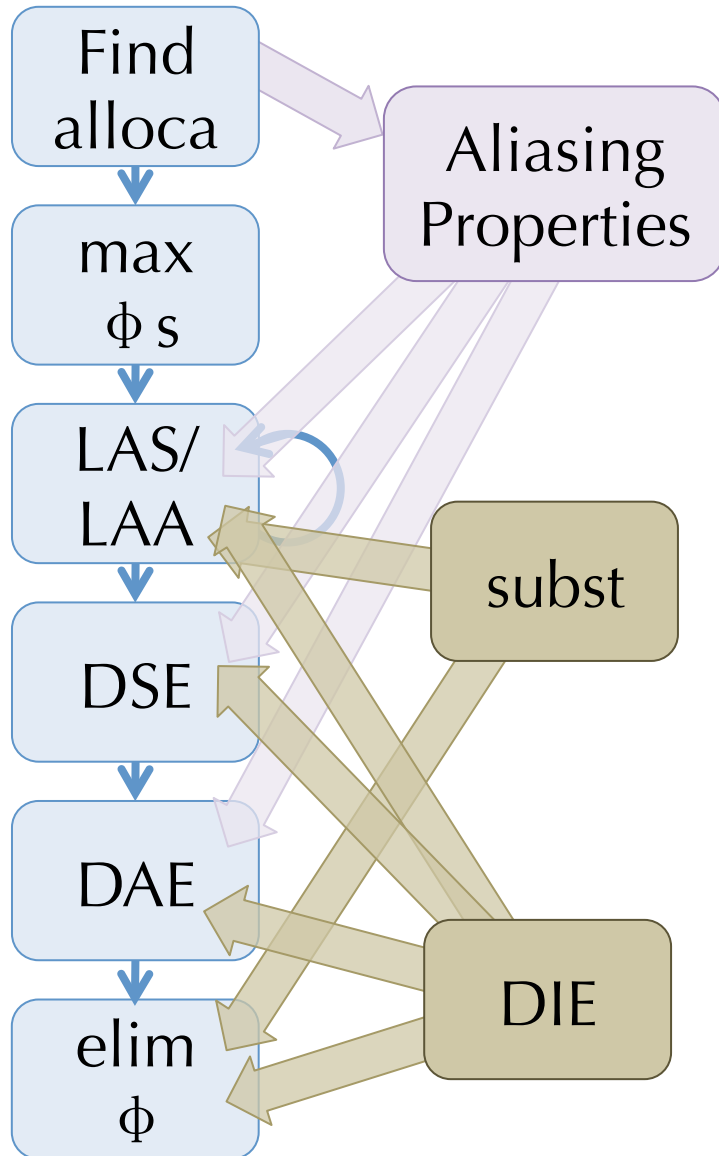 Find
alloca
Aliasing
Properties
max
ϕ s
LAS/
LAA
subst
DSE
DAE
DIE
elim
ϕ